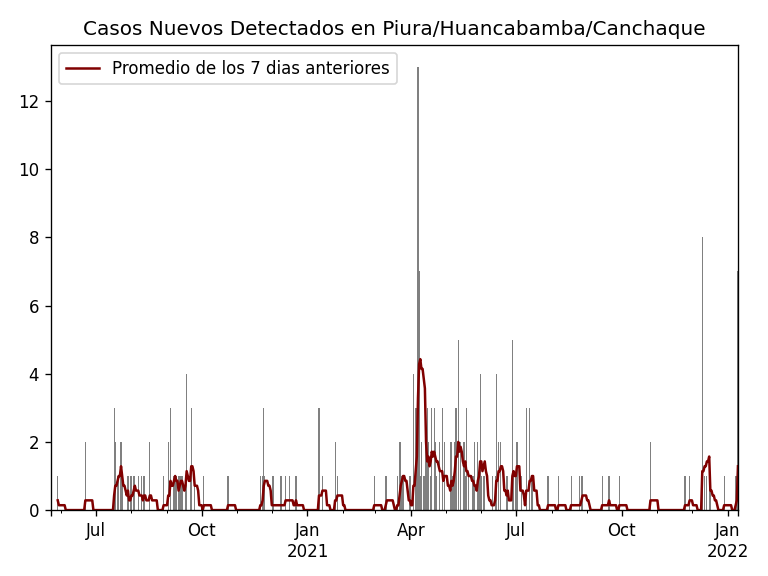 Casos Nuevos Detectados en Piura/Huancabamba/Canchaque
Promedio de los 7 dias anteriores
12
10
8
6
4
2
0
Jul
Oct
Jan
2021
Apr
Jul
Oct
Jan
2022